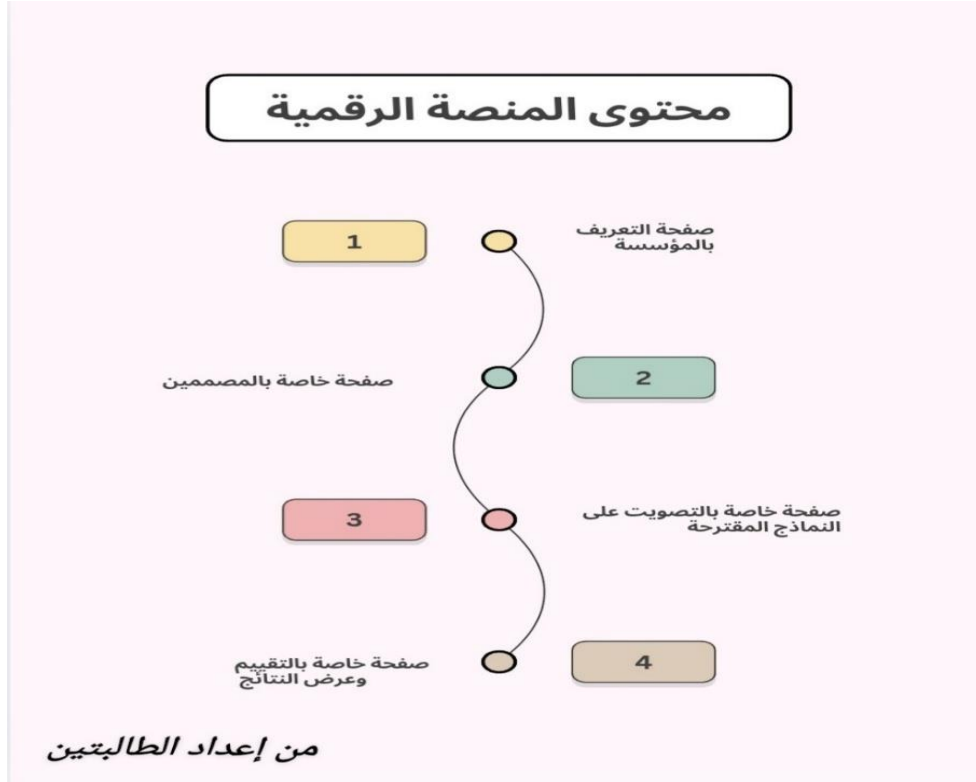 محتوى المنصة الرقمية
صفحة التعريف
بالمؤسسة
1
2
صفحة خاصة بالمصممين
صفحة خاصة بالتصويت على
النماذج المقترحة
3
4
صفحة خاصة بالتقييم
وعرض النتائج
من إعداد الطالبتين